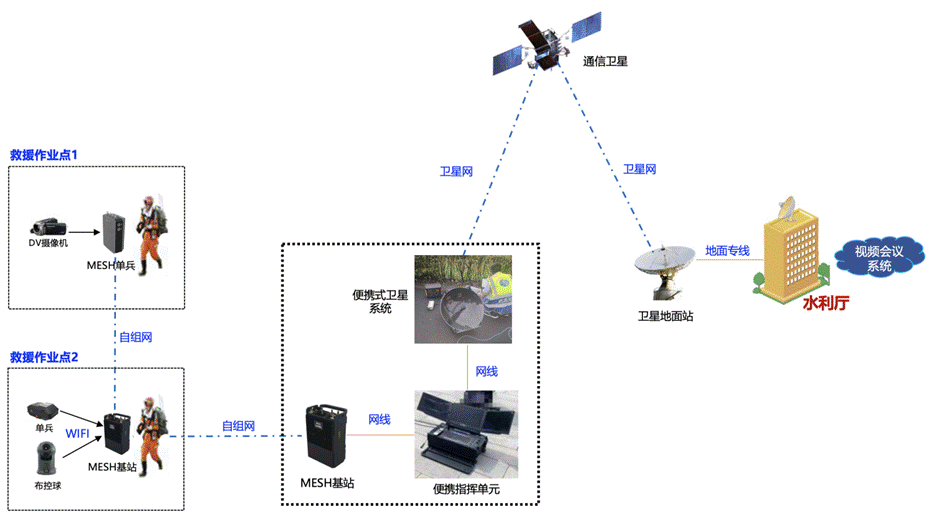 通信卫星
救援作业点1
卫星网
卫星网
DV摄像机
MESH单兵
地面专线
视频会议
系统
便携式卫星
系统
卫星地面站
水利厅
自组网
救援作业点2
网线
单兵
WIFI
自组网
网线
MESH基站
布控球
MESH基站
便携指挥单元